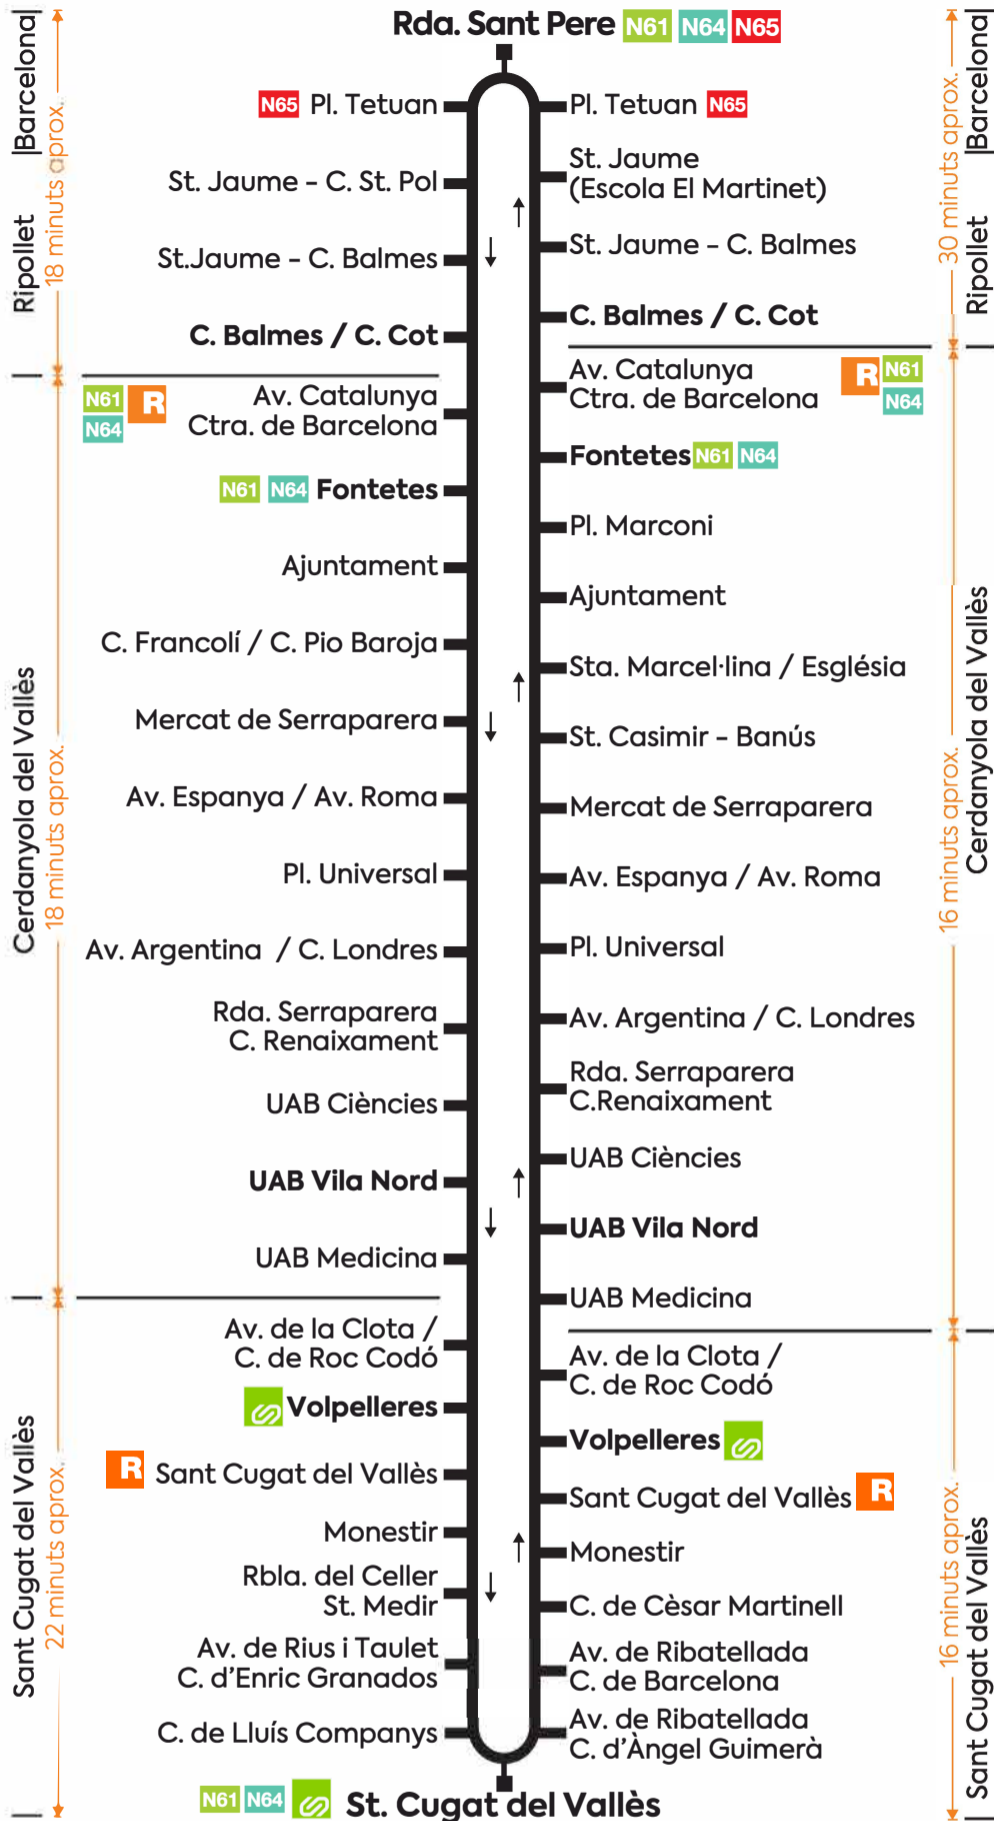 Rda. Sant Pere N61 N64 N65
|Barcelona|
18 minuts aprox.
Ripollet
N65 Pl. Tetuan
St. Jaume - C. St. Pol
St.Jaume - C. Balmes
C. Balmes / C. Cot
Cerdanyola del Vallès
18 minuts aprox.
N61 R
N64
Av. Catalunya
Ctra. de Barcelona
N61 N64 Fontetes
Ajuntament
C. Francolí / C. Pio Baroja
Mercat de Serraparera
Av. Espanya / Av. Roma
Pl. Universal
Av. Argentina / C. Londres
Rda. Serraparera
C. Renaixament
UAB Ciències
UAB Vila Nord
UAB Medicina
Sant Cugat del Vallès
22 minuts aprox.
Av. de la Clota /
C. de Roc Codó
Volpelleres
R Sant Cugat del Vallès
Monestir
Rbla. del Celler
St. Medir
Av. de Rius i Taulet
C. d'Enric Granados
C. de Lluís Companys
Pl. Tetuan N65
St. Jaume
(Escola El Martinet)
St. Jaume - C. Balmes
C. Balmes / C. Cot
|Barcelona|
30 minuts aprox.
Ripollet
Av. Catalunya
Ctra. de Barcelona
R N61
N64
Fontetes N61 N64
Pl. Marconi
Ajuntament
Sta. Marcel·lina / Església
St. Casimir - Banús
Mercat de Serraparera
Av. Espanya / Av. Roma
Pl. Universal
Av. Argentina / C. Londres
Rda. Serraparera
C.Renaixament
UAB Ciències
UAB Vila Nord
UAB Medicina
16 minuts aprox.
Cerdanyola del Vallès
Av. de la Clota /
C. de Roc Codó
Volpelleres
Sant Cugat del Vallès R
Monestir
C. de Cèsar Martinell
Av. de Ribatellada
C. de Barcelona
Av. de Ribatellada
C. d'Àngel Guimerà
16 minuts aprox.
Sant Cugat del Vallès
N61 N64 St. Cugat del Vallès